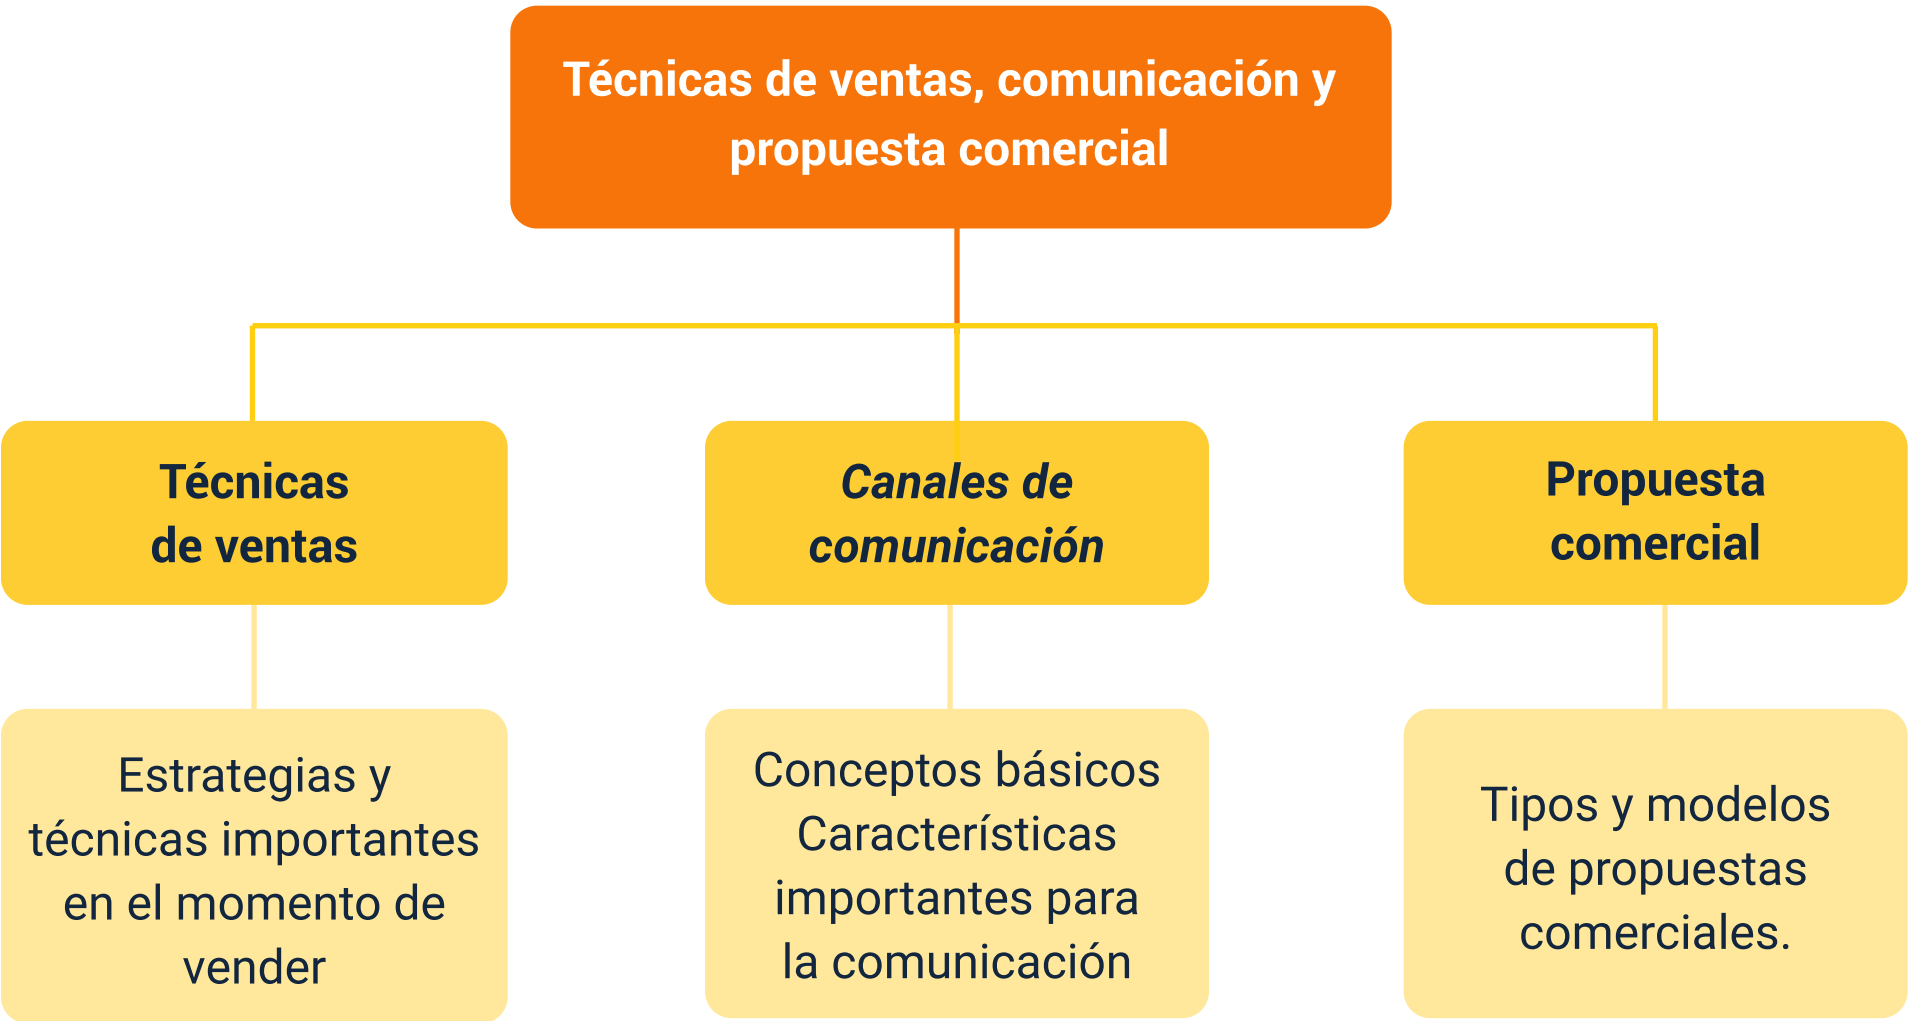 Técnicas de ventas, comunicación y
propuesta comercial
Técnicas
de ventas
Canales de
comunicación
Propuesta
comercial
Estrategias y
técnicas importantes
en el momento de
vender
Conceptos básicos
Características
importantes para
la comunicación
Tipos y modelos
de propuestas
comerciales.